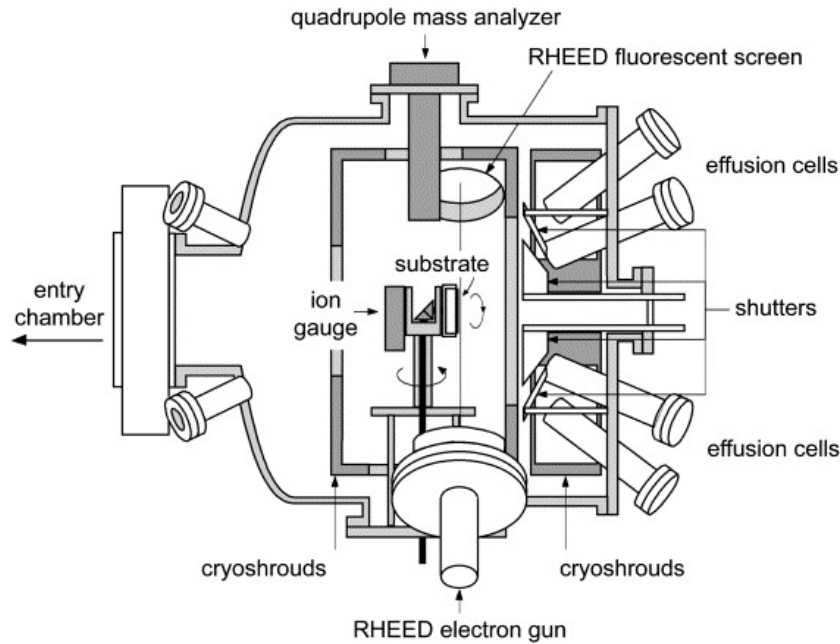 quadrupole mass analyzer
RHEED fluorescent screen
effusion cells
substrate
ion
gauge
entry
chamber
shutters
effusion cells
cryoshrouds
cryoshrouds
RHEED electron gun